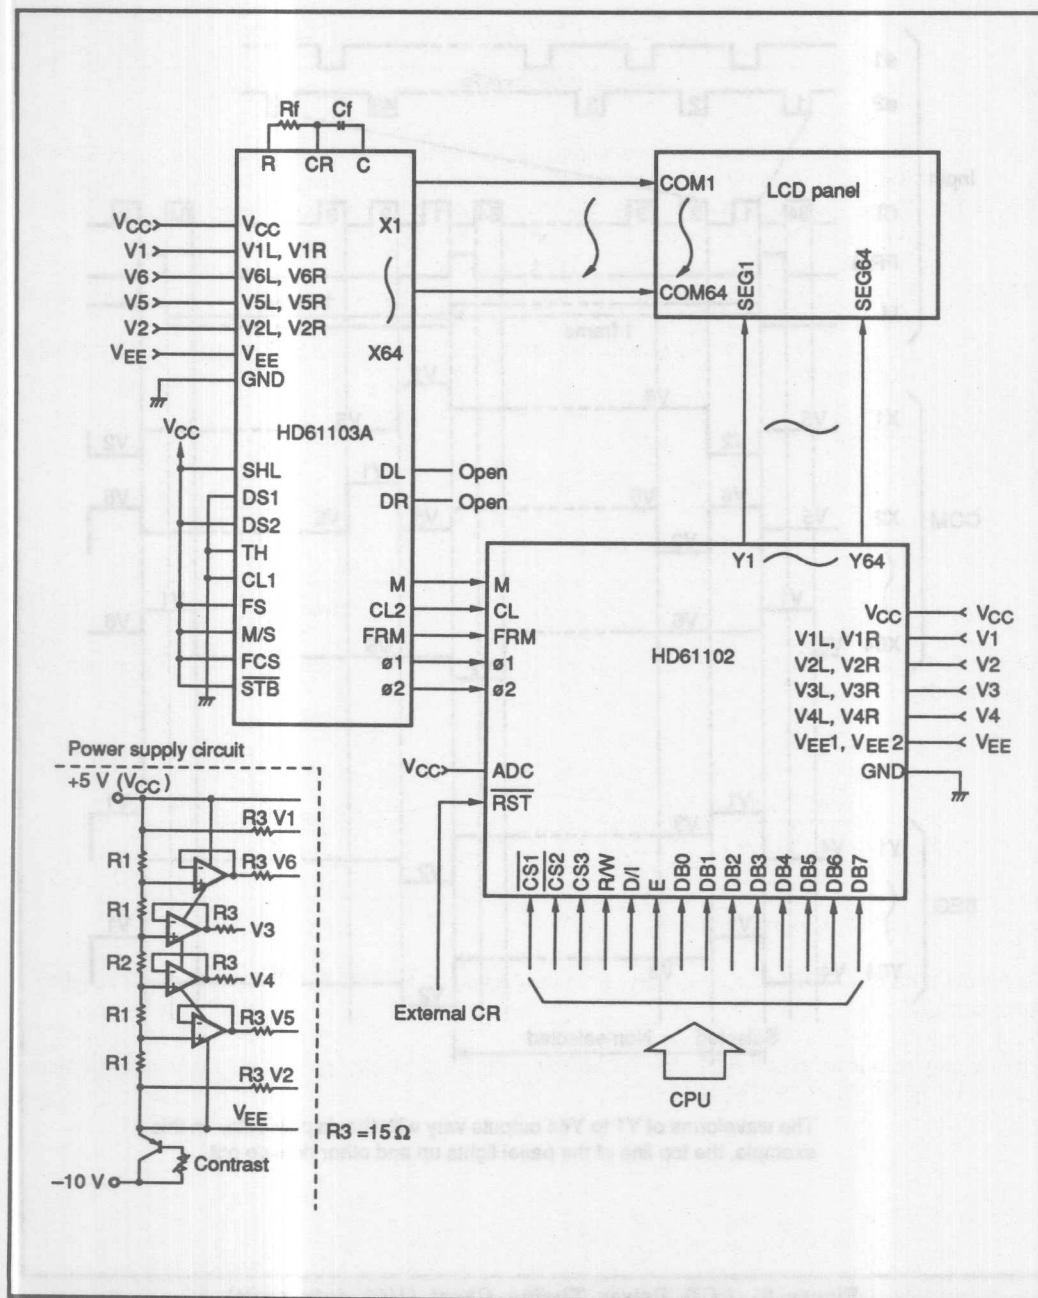 Rf Cf
R CR C
VCC VCC X1
V1 V1L, V1R
V6 V6L, V6R
V5 V5L, V5R
V2 V2L, V2R
VEE VEE X64
GND
COM1 LCD panel
COM64
SEG1
SEG64
VCC
HD61103A
SHL DL Open
DS1 DR Open
DS2
TH
CL1
FS
M/S
FCS
STB
M M
CL2 CL
FRM FRM
ø1 ø1
ø2 ø2
Y1 Y64
HD61102
VCC VCC
V1L, V1R V1
V2L, V2R V2
V3L, V3R V3
V4L, V4R V4
VEE1, VEE2 VEE
GND
VCC ADC
RST
CS1 CS2 CS3 R/W D/I E DB0 DB1 DB2 DB3 DB4 DB5 DB6 DB7
External CR
CPU
Power supply circuit
+5 V (VCC)
R3 V1
R1 R3 V6
R1 R3 V3
R2 R3 V4
R1 R3 V5
R1
R3 V2
VEE
R3 =15 Ω
Contrast
–10 V